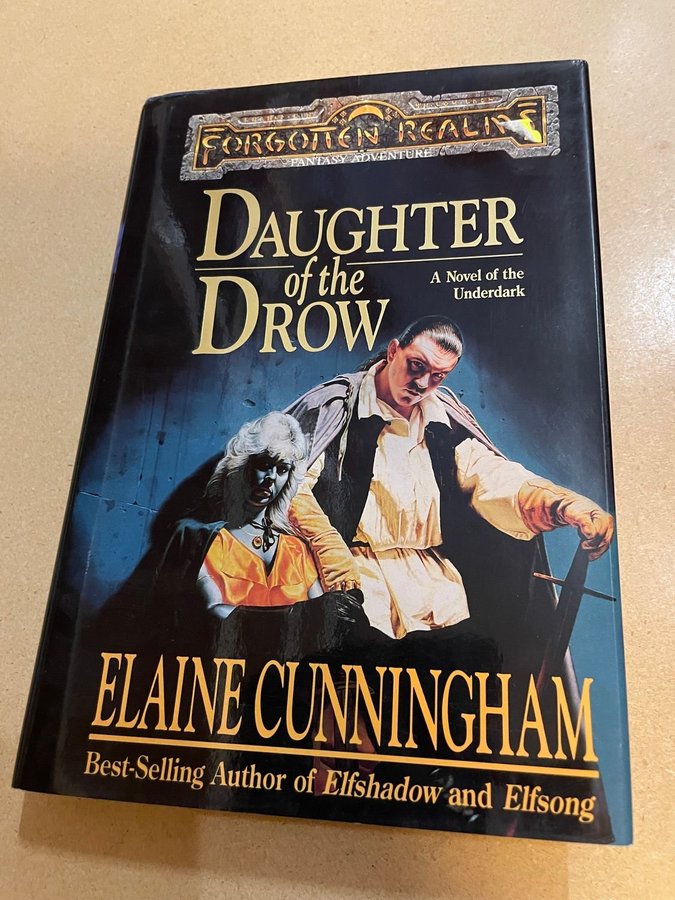 FORGOTTEN REALMS
FANTASY ADVENTURE
DAUGHTER
of the
DROW
A Novel of the
Underdark
ELAINE CUNNINGHAM
Best-Selling Author of Elfshadow and Elfsong